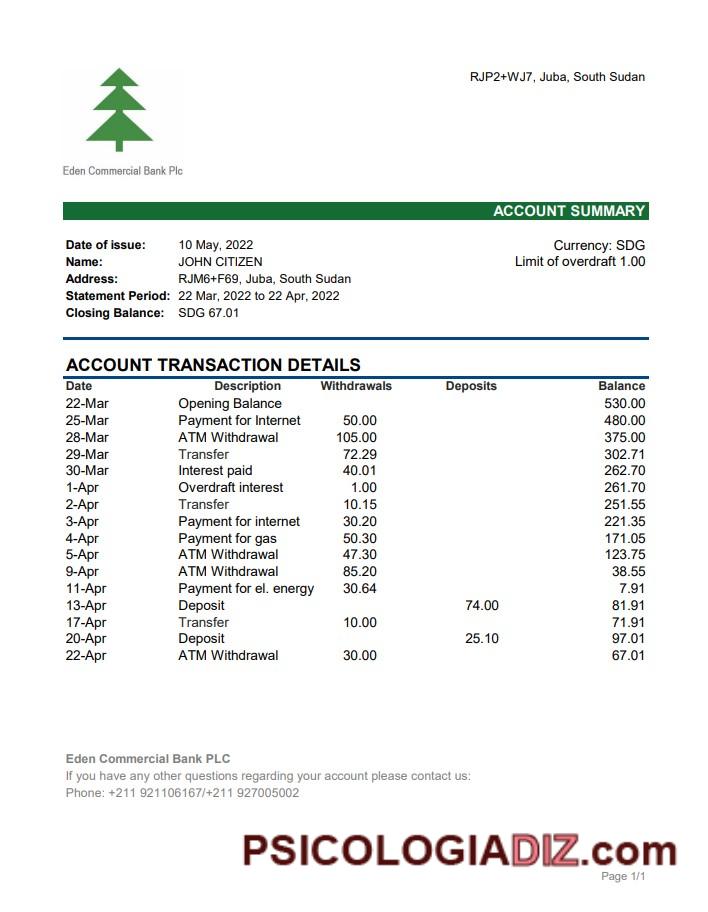 RJP2+WJ7, Juba, South Sudan
Eden Commercial Bank Plc
ACCOUNT SUMMARY
Date of issue: 10 May, 2022 Currency: SDG
Name: JOHN CITIZEN Limit of overdraft 1.00
Address: RJM6+F69, Juba, South Sudan
Statement Period: 22 Mar, 2022 to 22 Apr, 2022
Closing Balance: SDG 67.01
ACCOUNT TRANSACTION DETAILS
Date Description Withdrawals Deposits Balance
22-Mar Opening Balance 530.00
25-Mar Payment for Internet 50.00 480.00
28-Mar ATM Withdrawal 105.00 375.00
29-Mar Transfer 72.29 302.71
30-Mar Interest paid 40.01 262.70
1-Apr Overdraft interest 1.00 261.70
2-Apr Transfer 10.15 251.55
3-Apr Payment for internet 30.20 221.35
4-Apr Payment for gas 50.30 171.05
5-Apr ATM Withdrawal 47.30 123.75
9-Apr ATM Withdrawal 85.20 38.55
11-Apr Payment for el. energy 30.64 7.91
13-Apr Deposit 74.00 81.91
17-Apr Transfer 10.00 71.91
20-Apr Deposit 25.10 97.01
22-Apr ATM Withdrawal 30.00 67.01
Eden Commercial Bank PLC
If you have any other questions regarding your account please contact us:
Phone: +211 921106167/+211 927005002
PSICOLOGIADIZ.com
Page 1/1